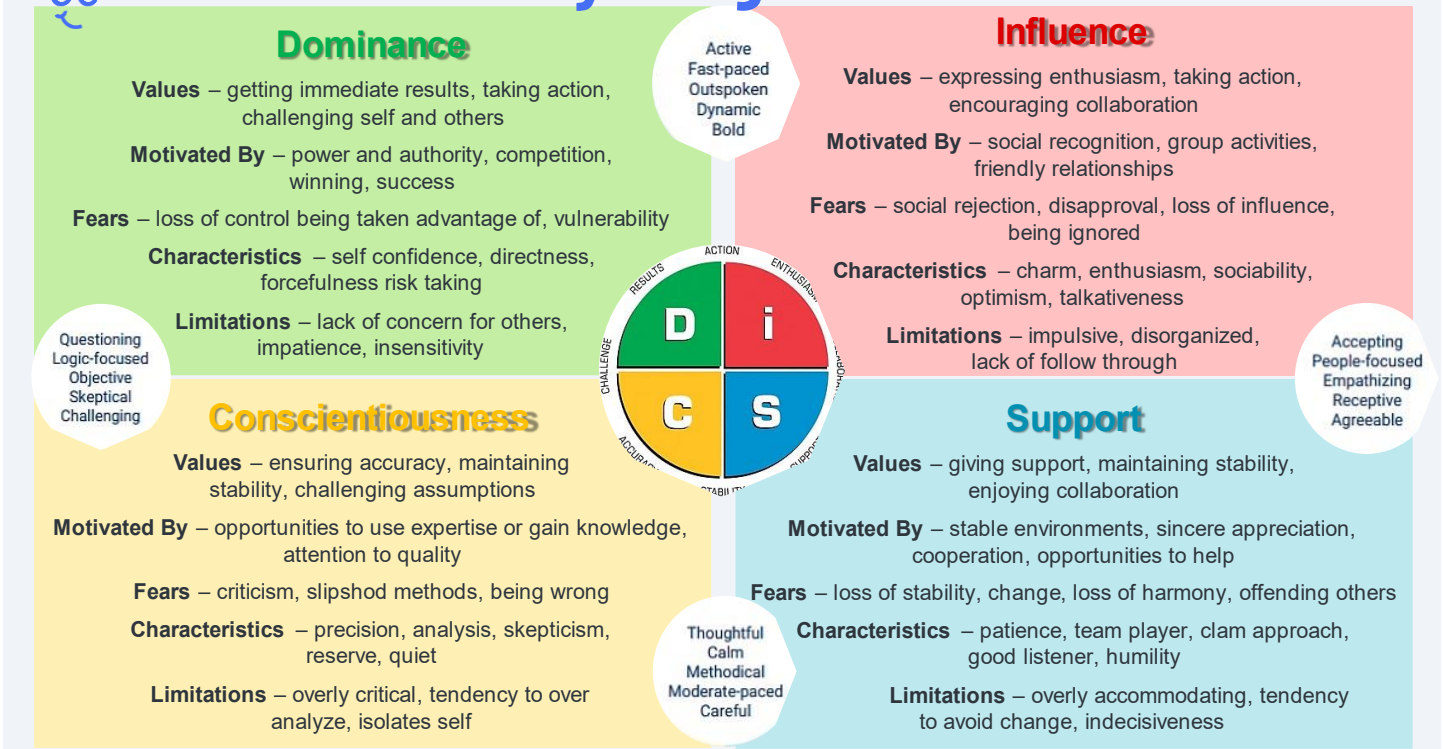 Dominance
Values – getting immediate results, taking action,
challenging self and others
Motivated By – power and authority, competition,
winning, success
Fears – loss of control being taken advantage of, vulnerability
Characteristics – self confidence, directness,
forcefulness risk taking
Limitations – lack of concern for others,
impatience, insensitivity
Active
Fast-paced
Outspoken
Dynamic
Bold
Influence
Values – expressing enthusiasm, taking action,
encouraging collaboration
Motivated By – social recognition, group activities,
friendly relationships
Fears – social rejection, disapproval, loss of influence,
being ignored
Characteristics – charm, enthusiasm, sociability,
optimism, talkativeness
Limitations – impulsive, disorganized,
lack of follow through
Questioning
Logic-focused
Objective
Skeptical
Challenging
ACTION
RESULTS
CHALLENGE
D
i
C
S
Accepting
People-focused
Empathizing
Receptive
Agreeable
Conscientiousness
Values – ensuring accuracy, maintaining
stability, challenging assumptions
Motivated By – opportunities to use expertise or gain knowledge,
attention to quality
Fears – criticism, slipshod methods, being wrong
Characteristics – precision, analysis, skepticism,
reserve, quiet
Limitations – overly critical, tendency to over
analyze, isolates self
Thoughtful
Calm
Methodical
Moderate-paced
Careful
Support
Values – giving support, maintaining stability,
enjoying collaboration
Motivated By – stable environments, sincere appreciation,
cooperation, opportunities to help
Fears – loss of stability, change, loss of harmony, offending others
Characteristics – patience, team player, clam approach,
good listener, humility
Limitations – overly accommodating, tendency
to avoid change, indecisiveness